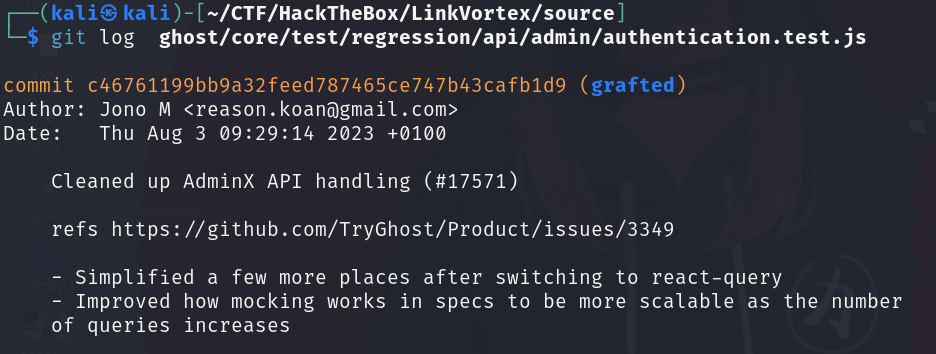 ┌──(kali㉿kali)-[~/CTF/HackTheBox/LinkVortex/source]
└─$ git log  ghost/core/test/regression/api/admin/authentication.test.js
commit c46761199bb9a32feed787465ce747b43cafb1d9 (grafted)
Author: Jono M <reason.koan@gmail.com>
Date:   Thu Aug 3 09:29:14 2023 +0100
    Cleaned up AdminX API handling (#17571)
    refs https://github.com/TryGhost/Product/issues/3349
    - Simplified a few more places after switching to react-query
    - Improved how mocking works in specs to be more scalable as the number
    of queries increases